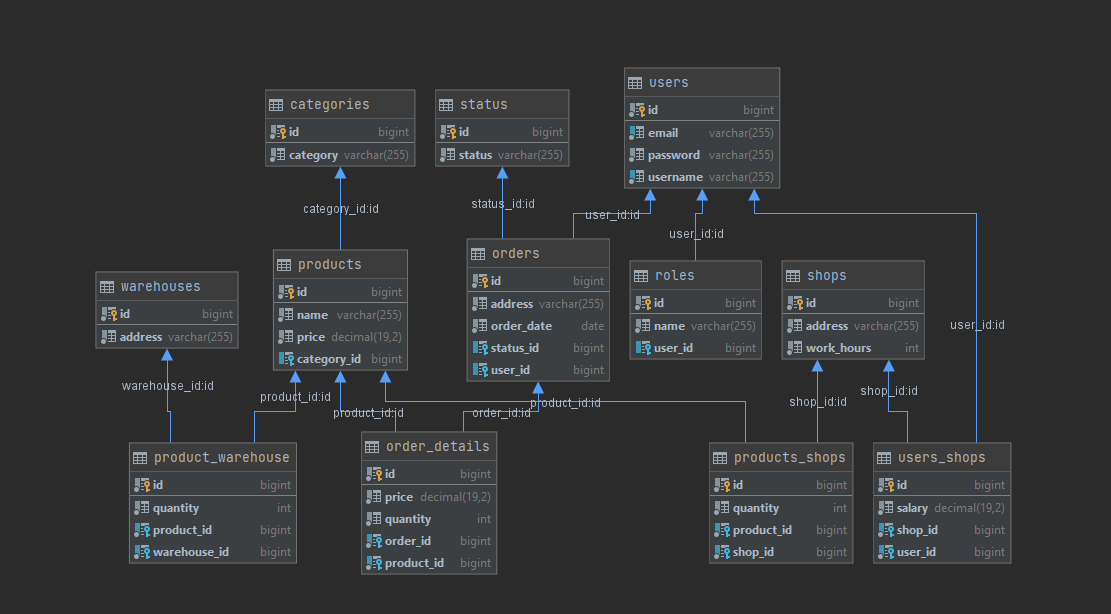 users
id bigint
email varchar(255)
password varchar(255)
username varchar(255)
categories
id bigint
category varchar(255)
status
id bigint
status varchar(255)
category_id:id
status_id:id
user_id:id
user_id:id
user_id:id
products
id bigint
name varchar(255)
price decimal(19,2)
category_id bigint
orders
id bigint
address varchar(255)
order_date date
status_id bigint
user_id bigint
warehouses
id bigint
address varchar(255)
roles
id bigint
name varchar(255)
user_id bigint
shops
id bigint
address varchar(255)
work_hours int
warehouse_id:id
product_id:id
product_id:id
order_id:id
product_id:id
shop_id:id
shop_id:id
product_warehouse
id bigint
quantity int
product_id bigint
warehouse_id bigint
order_details
id bigint
price decimal(19,2)
quantity int
order_id bigint
product_id bigint
products_shops
id bigint
quantity int
product_id bigint
shop_id bigint
users_shops
id bigint
salary decimal(19,2)
shop_id bigint
user_id bigint